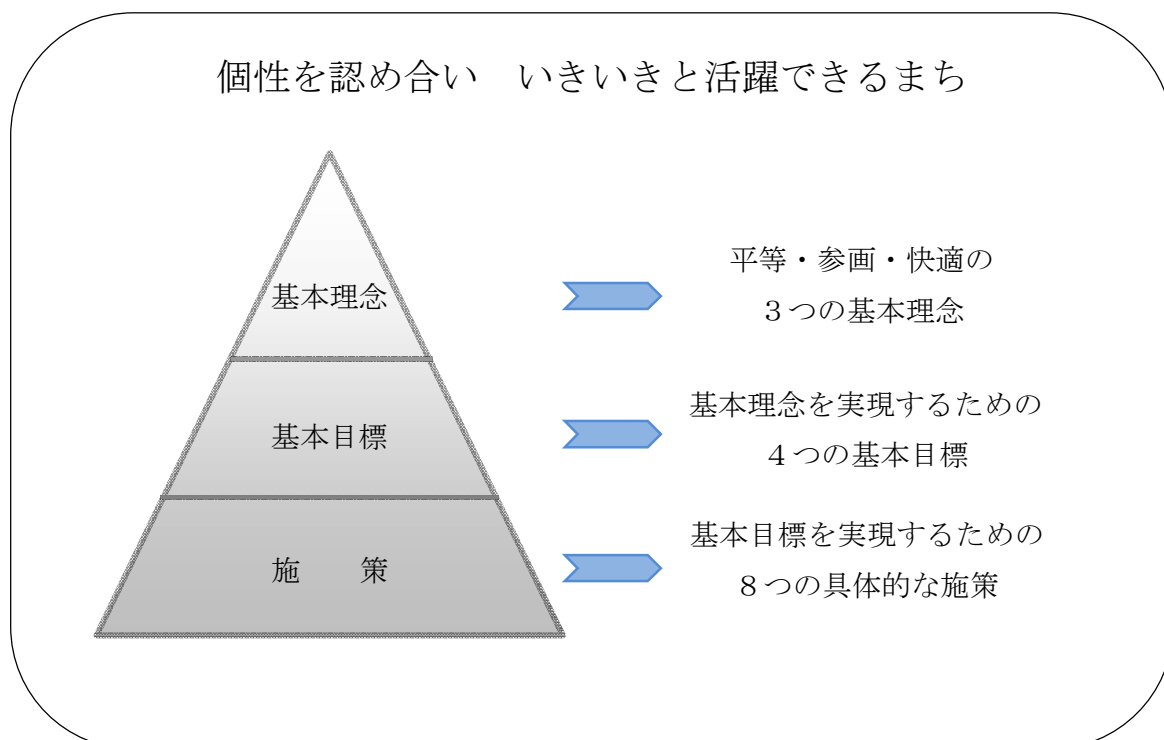 個性を認め合い　いきいきと活躍できるまち
基本理念
平等・参画・快適の
３つの基本理念
基本目標
基本理念を実現するための
４つの基本目標
施　　策
基本目標を実現するための
８つの具体的な施策